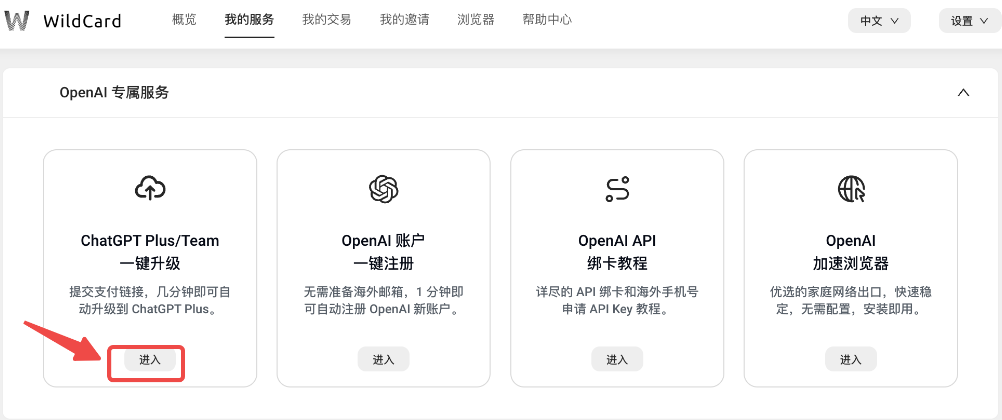 WildCard 概览 我的服务 我的交易 我的邀请 浏览器 帮助中心 中文 设置
OpenAI 专属服务
ChatGPT Plus/Team
一键升级
提交支付链接，几分钟即可自
动升级到 ChatGPT Plus。
进入
OpenAI 账户
一键注册
无需准备海外邮箱，1 分钟即
可自动注册 OpenAI 新账户。
进入
OpenAI API
绑卡教程
详尽的 API 绑卡和海外手机号
申请 API Key 教程。
进入
OpenAI
加速浏览器
优选的家庭网络出口，快速稳
定，无需配置，安装即用。
进入